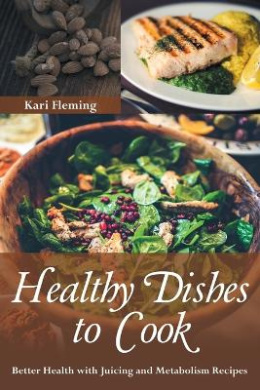 Kari Fleming
Healthy Dishes
to Cook
Better Health with Juicing and Metabolism Recipes